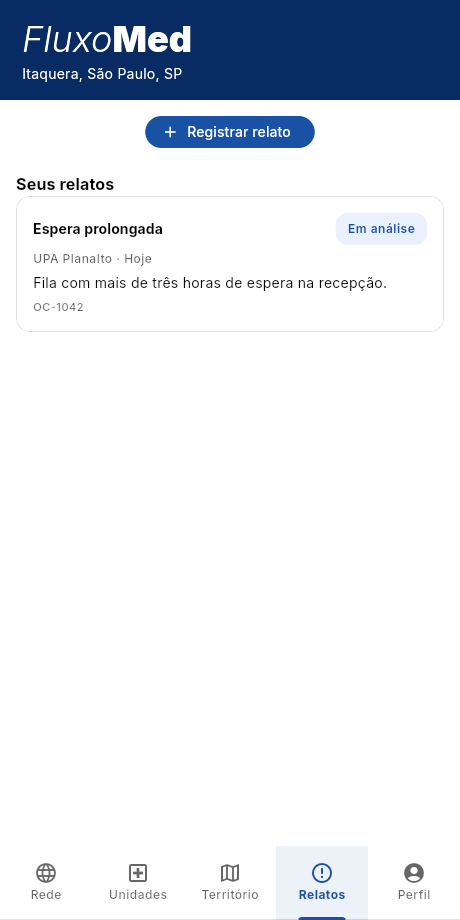 FluxoMed
Itaquera, São Paulo, SP
Registrar relato
Seus relatos
Espera prolongada
Em análise
UPA Planalto · Hoje
Fila com mais de três horas de espera na recepção.
OC-1042
Rede
Unidades
Território
Relatos
Perfil